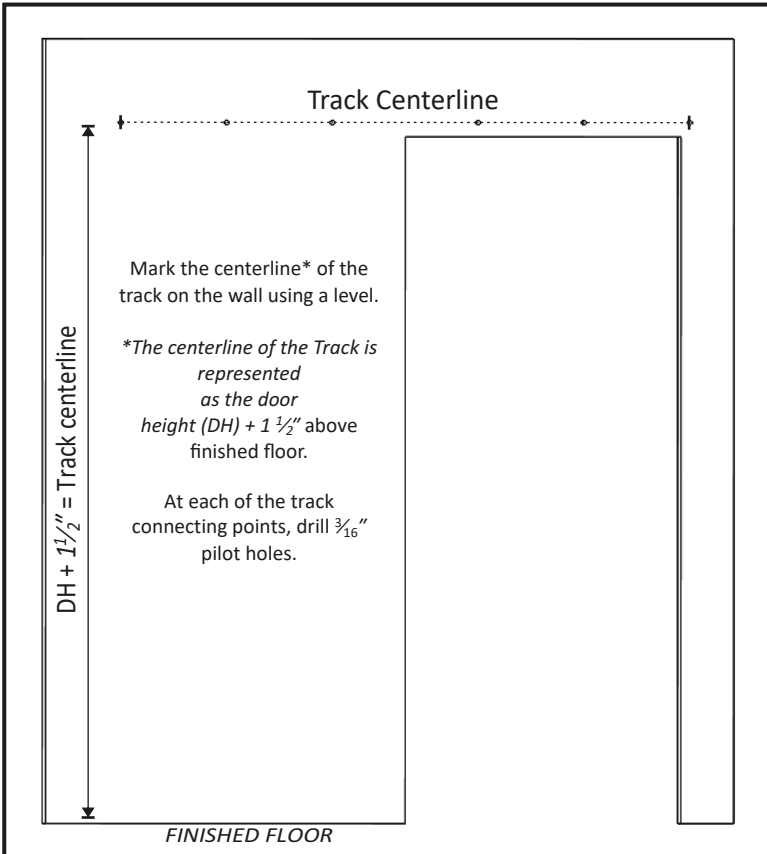 Track Centerline
DH + 1½″ = Track centerline
Mark the centerline* of the
track on the wall using a level.
*The centerline of the Track is
represented
as the door
height (DH) + 1 ½″ above
finished floor.
At each of the track
connecting points, drill ³⁄₁₆″
pilot holes.
FINISHED FLOOR